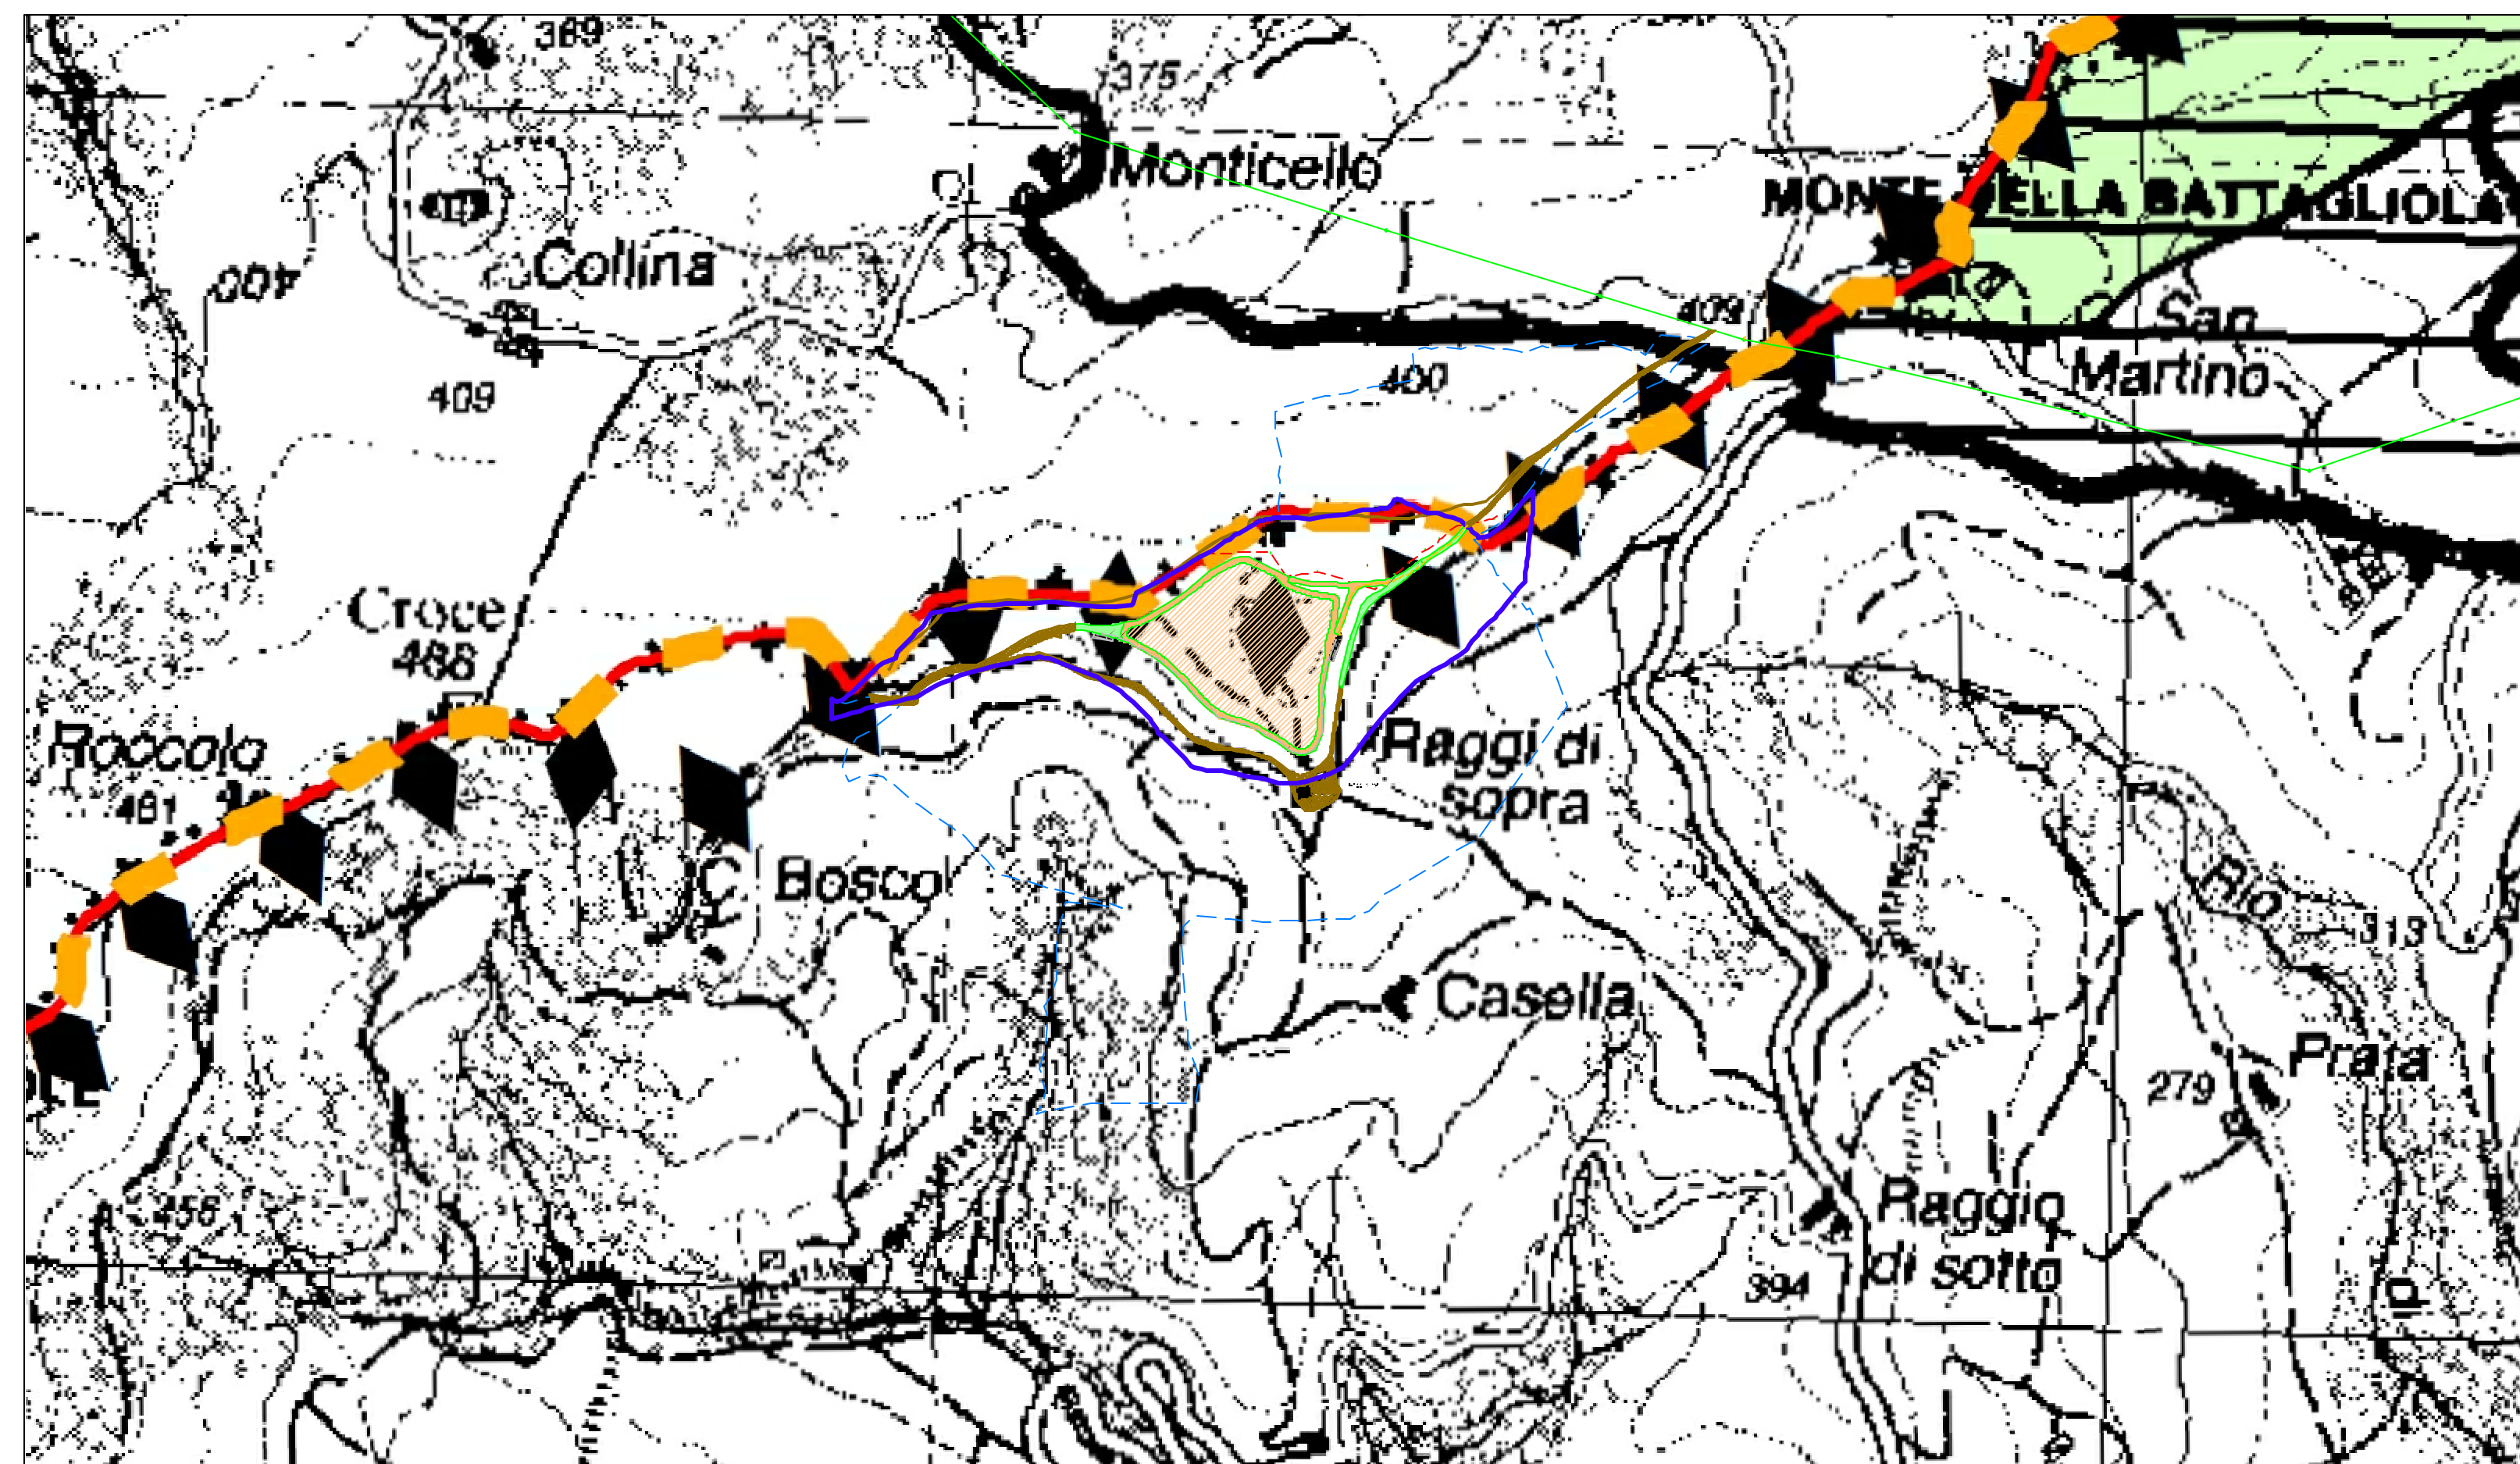 389
375
Monticello
MONTE DELLA BATTAGLIOLA
400
Collina
409
San
Martino
400
409
Croce
466
Roccolo
461
Raggi di
sopra
C. Bosco
Rio
313
Casella
Prata
279
456
Raggio
di sotto
394